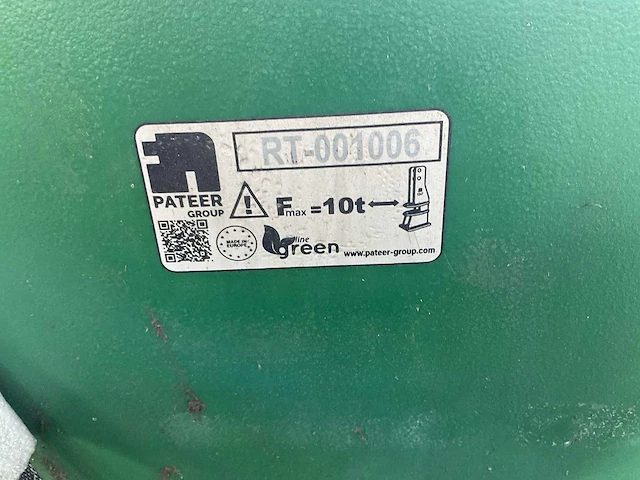 RT-001006
PATEER
GROUP
Fmax =10t
MADE IN
EUROPE
line
green
www.pateer-group.com